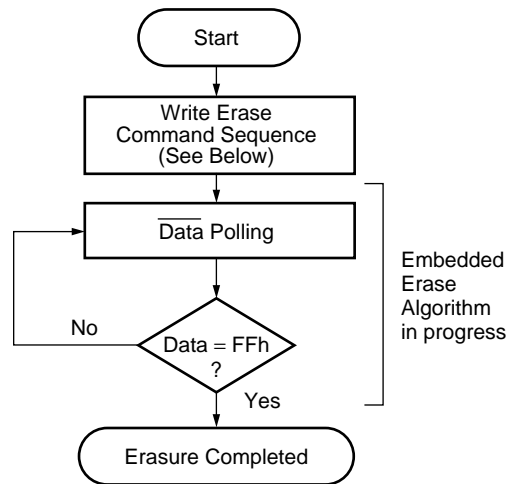 Start
Write Erase
Command Sequence
(See Below)
Data Polling
Embedded
Erase
Algorithm
in progress
No
Data = FFh
?
Yes
Erasure Completed